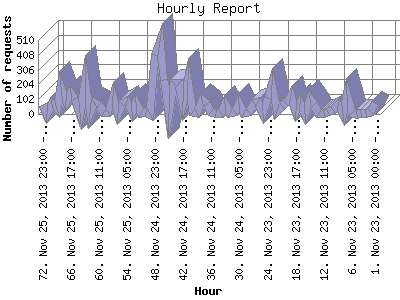 Hourly Report
Number of requests
510
408
306
204
102
0
72. Nov 25, 2013 23:00 -...
66. Nov 25, 2013 17:00 -...
60. Nov 25, 2013 11:00 -...
54. Nov 25, 2013 05:00 -...
48. Nov 24, 2013 23:00 -...
42. Nov 24, 2013 17:00 -...
36. Nov 24, 2013 11:00 -...
30. Nov 24, 2013 05:00 -...
24. Nov 23, 2013 23:00 -...
18. Nov 23, 2013 17:00 -...
12. Nov 23, 2013 11:00 -...
6. Nov 23, 2013 05:00 -...
1. Nov 23, 2013 00:00 -...
Hour